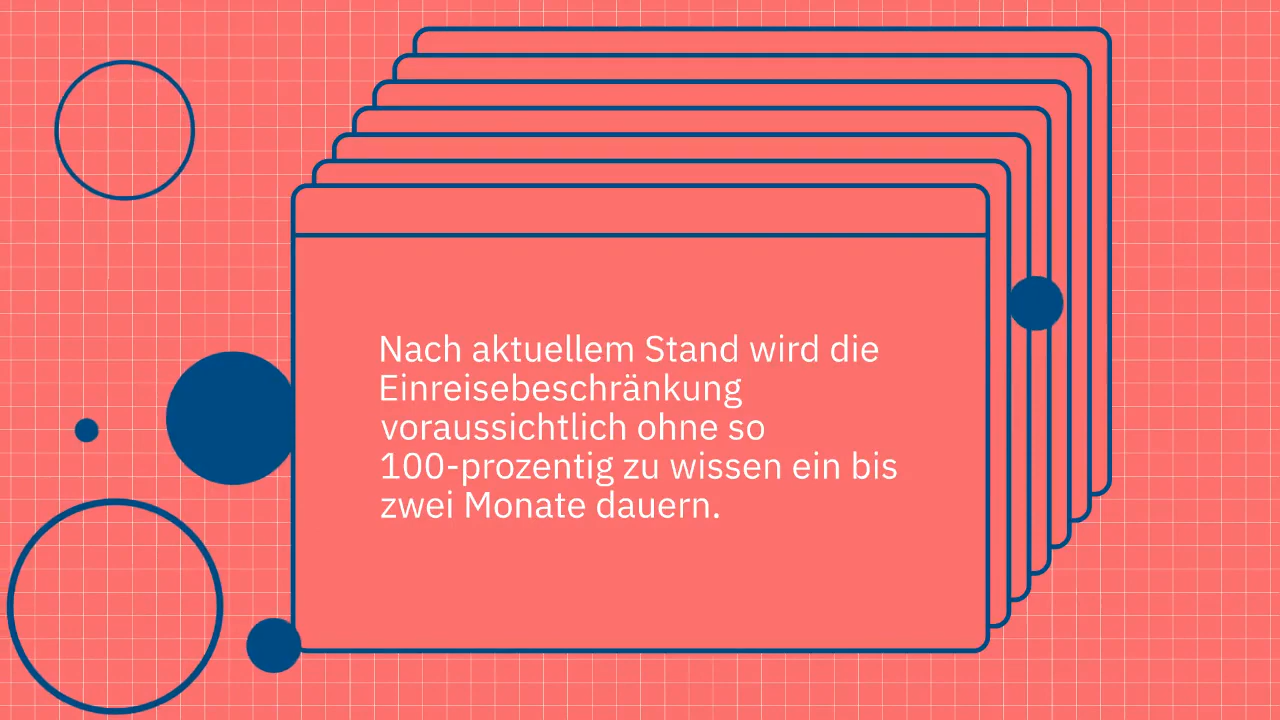 Nach aktuellem Stand wird die
Einreisebeschränkung
voraussichtlich ohne so
100-prozentig zu wissen ein bis
zwei Monate dauern.